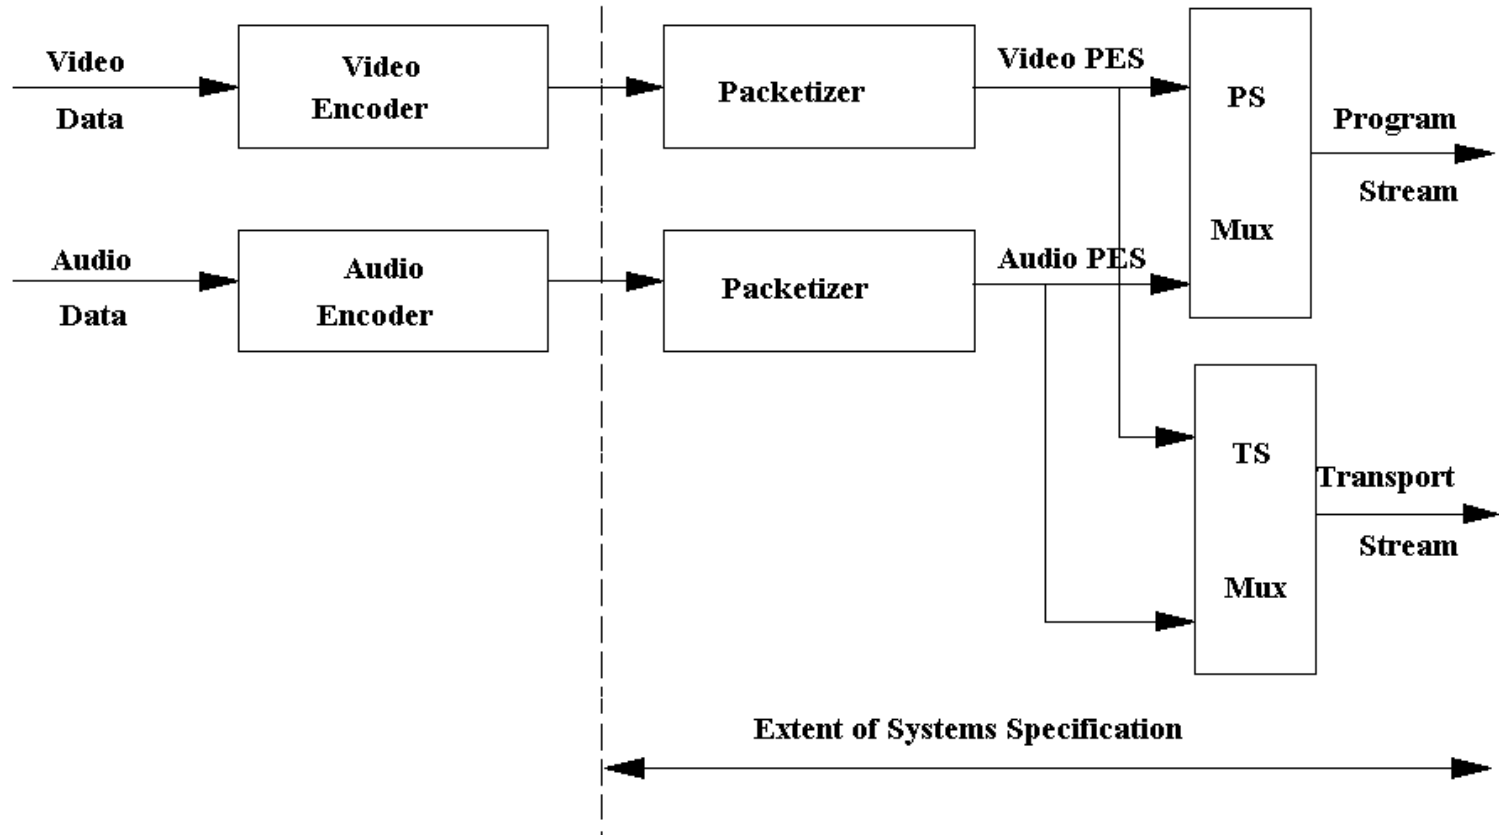 Video
Data
Video
Encoder
Packetizer
Video PES
PS
Mux
Program
Stream
Audio
Data
Audio
Encoder
Packetizer
Audio PES
TS
Mux
Transport
Stream
Extent of Systems Specification